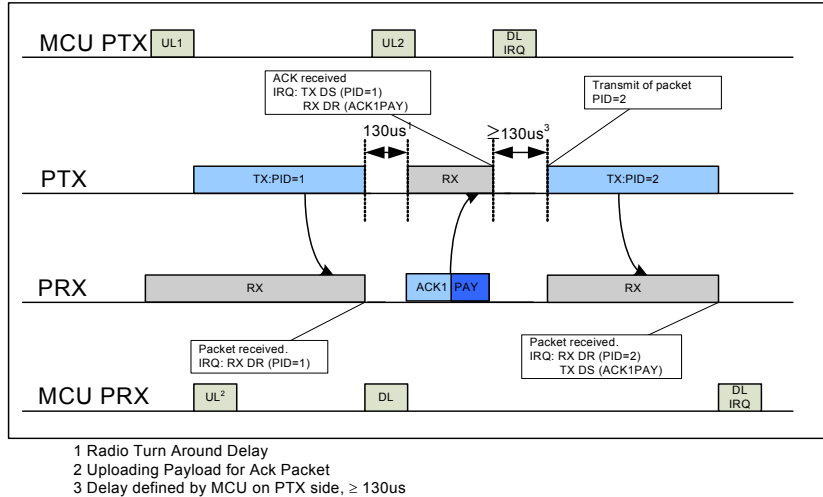 MCU PTX
UL1
UL2
DL
IRQ
ACK received
IRQ: TX DS (PID=1)
RX DR (ACK1PAY)
Transmit of packet
PID=2
130us1
≥130us3
PTX
TX:PID=1
RX
TX:PID=2
PRX
RX
ACK1 PAY
RX
Packet received.
IRQ: RX DR (PID=1)
Packet received.
IRQ: RX DR (PID=2)
TX DS (ACK1PAY)
MCU PRX
UL²
DL
DL
IRQ
1 Radio Turn Around Delay
2 Uploading Payload for Ack Packet
3 Delay defined by MCU on PTX side, ≥ 130us